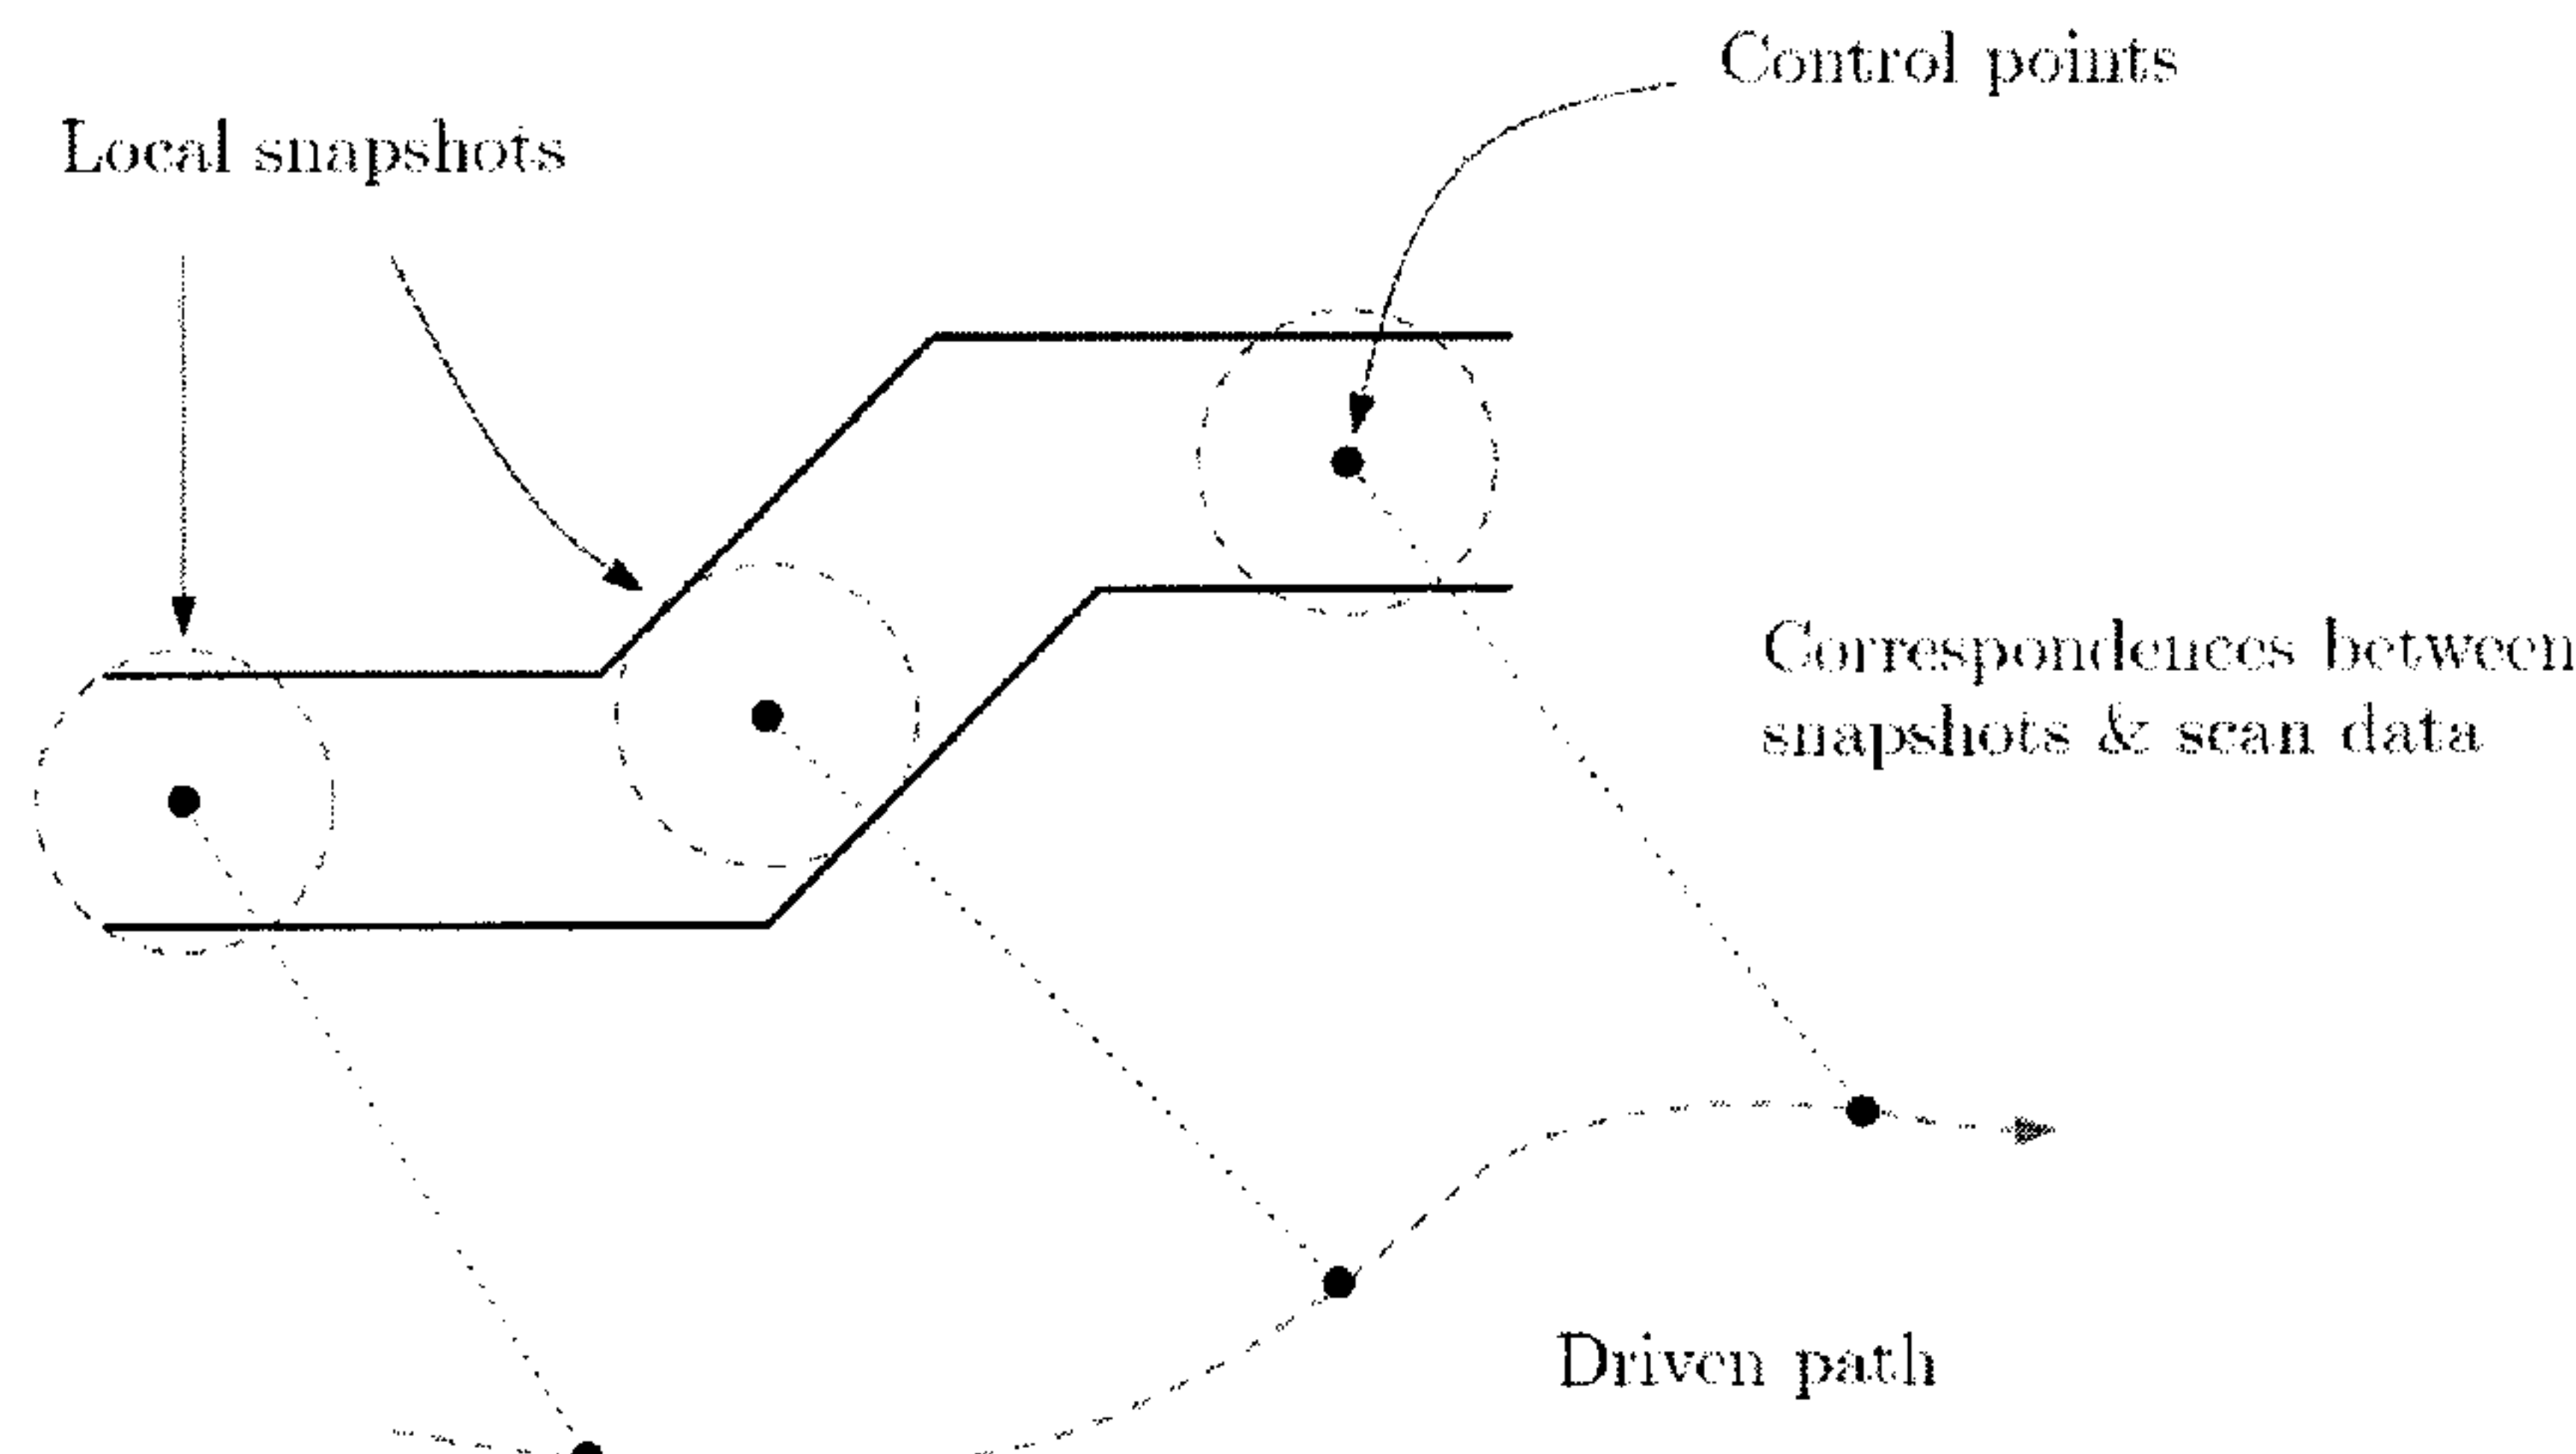 Control points
Local snapshots
Correspondences between
snapshots & scan data
Driven path